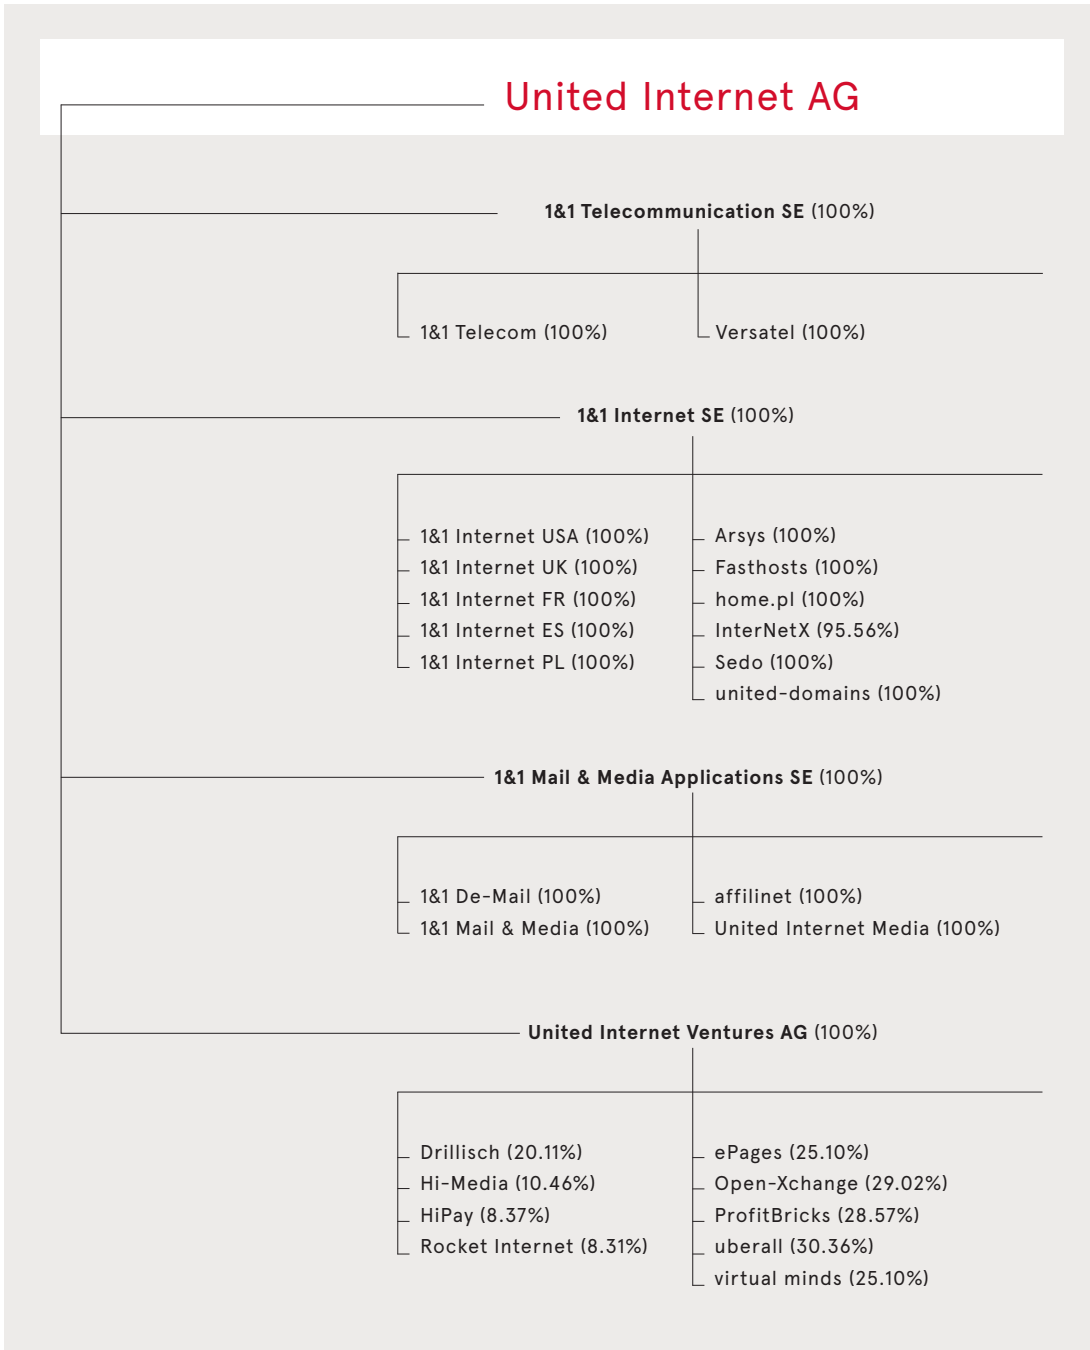 United Internet AG
1&1 Telecommunication SE (100%)
1&1 Telecom (100%)
Versatel (100%)
1&1 Internet SE (100%)
1&1 Internet USA (100%)
1&1 Internet UK (100%)
1&1 Internet FR (100%)
1&1 Internet ES (100%)
1&1 Internet PL (100%)
Arsys (100%)
Fasthosts (100%)
home.pl (100%)
InterNetX (95.56%)
Sedo (100%)
united-domains (100%)
1&1 Mail & Media Applications SE (100%)
1&1 De-Mail (100%)
1&1 Mail & Media (100%)
affilinet (100%)
United Internet Media (100%)
United Internet Ventures AG (100%)
Drillisch (20.11%)
Hi-Media (10.46%)
HiPay (8.37%)
Rocket Internet (8.31%)
ePages (25.10%)
Open-Xchange (29.02%)
ProfitBricks (28.57%)
uberall (30.36%)
virtual minds (25.10%)